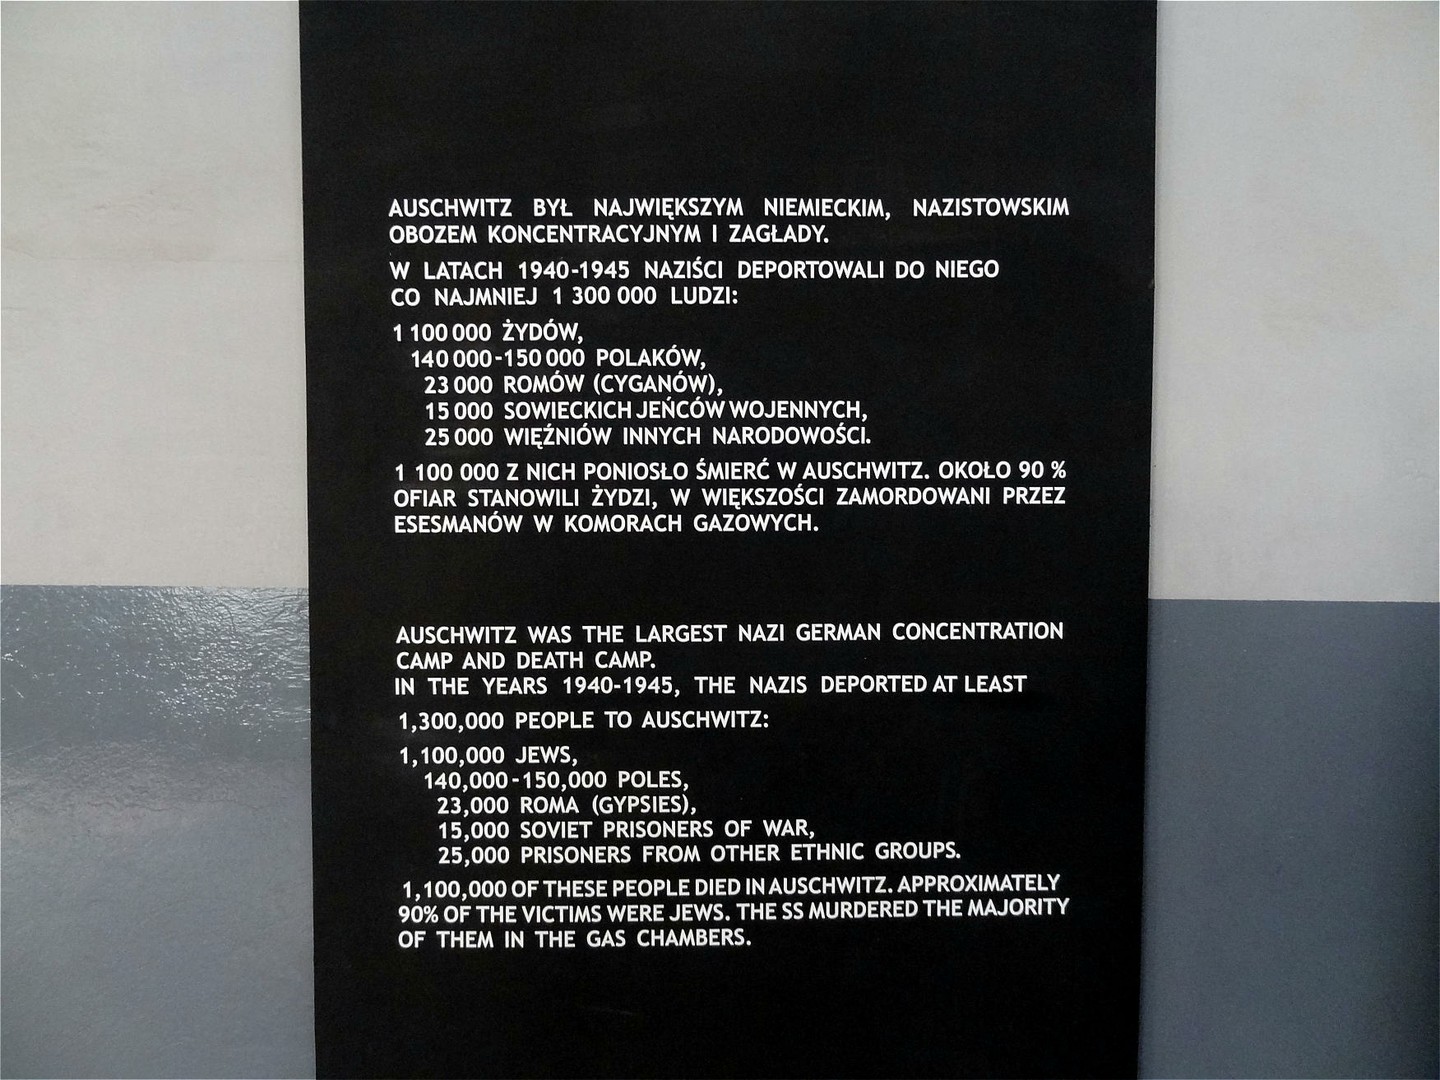 AUSCHWITZ BYŁ NAJWIĘKSZYM NIEMIECKIM, NAZISTOWSKIM
OBOZEM KONCENTRACYJNYM I ZAGŁADY.
W LATACH 1940-1945 NAZIŚCI DEPORTOWALI DO NIEGO
CO NAJMNIEJ 1 300 000 LUDZI:
1 100 000 ŻYDÓW,
140 000-150 000 POLAKÓW,
23 000 ROMÓW (CYGANÓW),
15 000 SOWIECKICH JEŃCÓW WOJENNYCH,
25 000 WIĘŹNIÓW INNYCH NARODOWOŚCI.
1 100 000 Z NICH PONIOSŁO ŚMIERĆ W AUSCHWITZ. OKOŁO 90 %
OFIAR STANOWILI ŻYDZI, W WIĘKSZOŚCI ZAMORDOWANI PRZEZ
ESESMANÓW W KOMORACH GAZOWYCH.
AUSCHWITZ WAS THE LARGEST NAZI GERMAN CONCENTRATION
CAMP AND DEATH CAMP.
IN THE YEARS 1940-1945, THE NAZIS DEPORTED AT LEAST
1,300,000 PEOPLE TO AUSCHWITZ:
1,100,000 JEWS,
140,000-150,000 POLES,
23,000 ROMA (GYPSIES),
15,000 SOVIET PRISONERS OF WAR,
25,000 PRISONERS FROM OTHER ETHNIC GROUPS.
1,100,000 OF THESE PEOPLE DIED IN AUSCHWITZ. APPROXIMATELY
90% OF THE VICTIMS WERE JEWS. THE SS MURDERED THE MAJORITY
OF THEM IN THE GAS CHAMBERS.